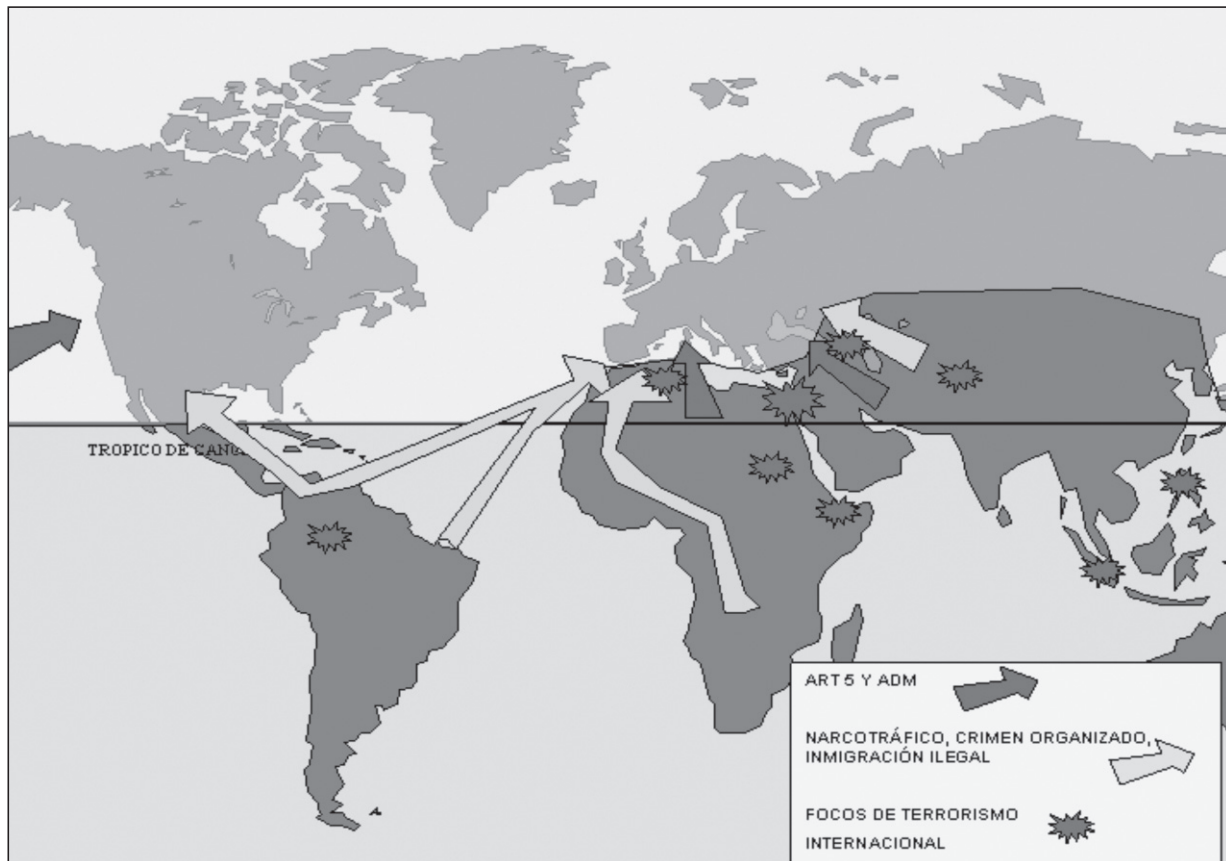 TROPICO DE CANC
ART 5 Y ADM
NARCOTRÁFICO, CRIMEN ORGANIZADO,
INMIGRACIÓN ILEGAL
FOCOS DE TERRORISMO
INTERNACIONAL